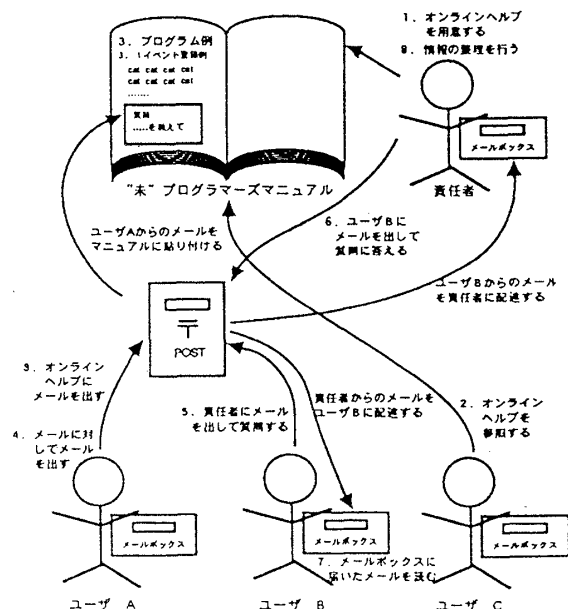 1. オンラインヘルプ
を用意する
8. 情報の整理を行う
3. プログラム例
3. 1イベント登録例
cat cat cat cat
cat cat cat cat
.......
質問
.....を教えて
メールボックス
責任者
"未" プログラマーズマニュアル
ユーザAからのメールを
マニュアルに貼り付ける
6. ユーザBに
メールを出して
質問に答える
ユーザBからのメール
を責任者に配送する
〒
POST
3. オンライン
ヘルプに
メールを出す
4. メールに対
してメール
を出す
5. 責任者にメール
を出して質問する
責任者からのメールを
ユーザBに配送する
2. オンライン
ヘルプを
参照する
メールボックス
メールボックス
メールボックス
7. メールボックスに
届いたメールを読む
ユーザ A
ユーザ B
ユーザ C